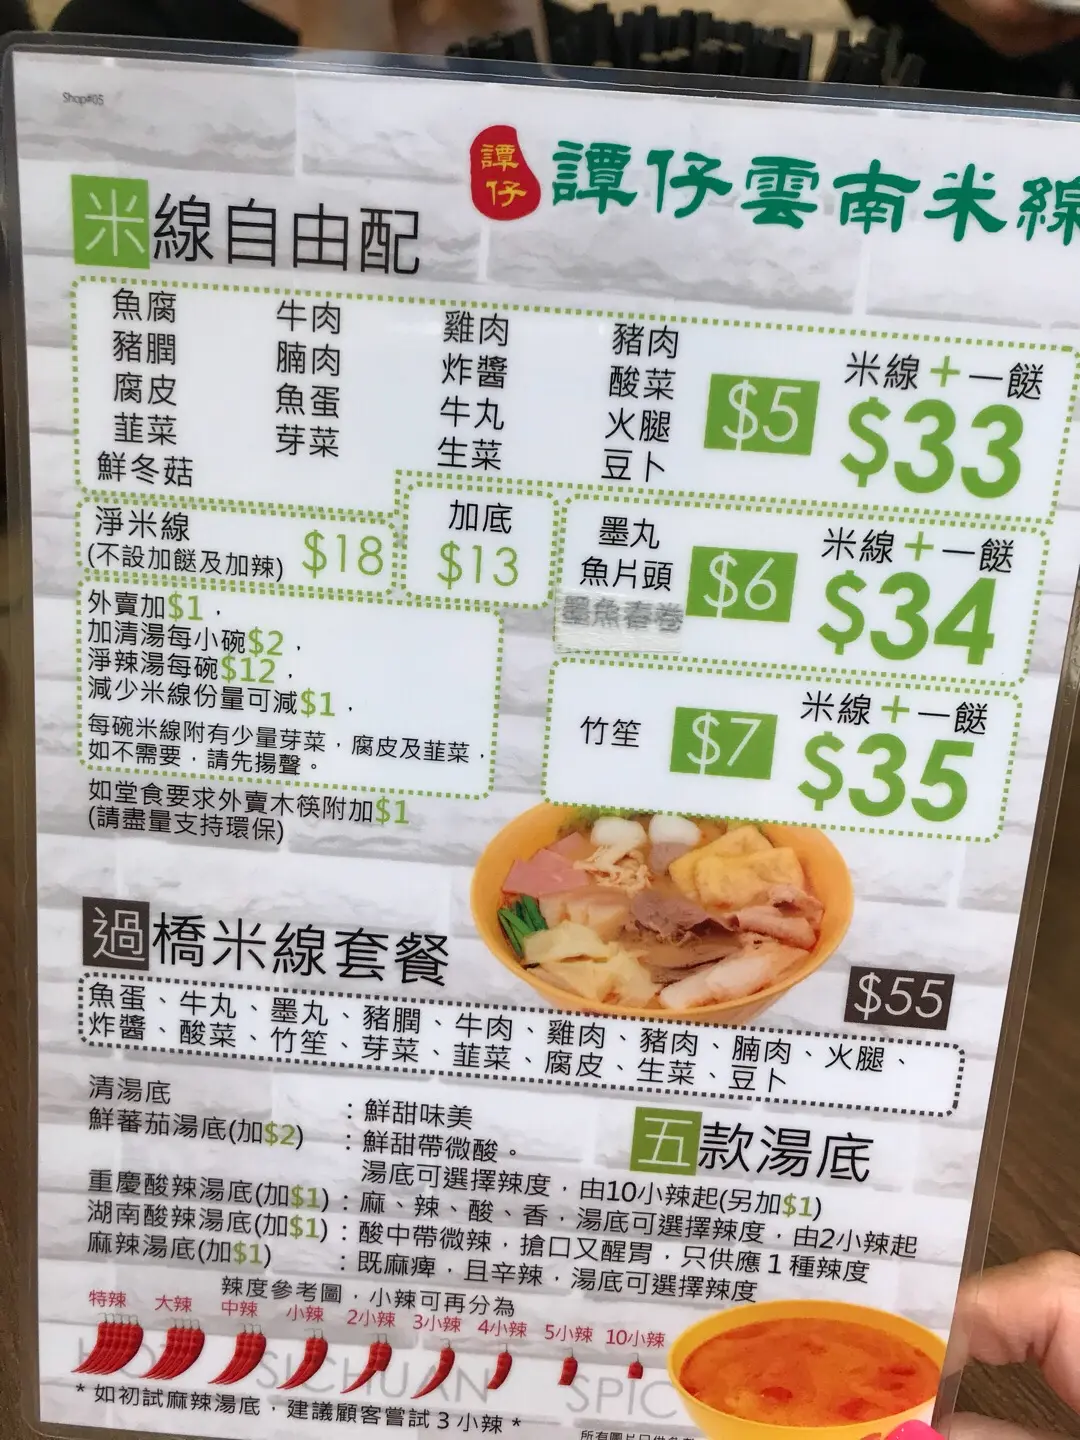 Shop#05
譚仔
譚仔雲南米線
米線自由配
魚腐 牛肉 雞肉 豬肉
豬膶 腩肉 炸醬 酸菜
腐皮 魚蛋 牛丸 火腿
韮菜 芽菜 生菜 豆卜
鮮冬菇
$5
米線+一餸
$33
淨米線
(不設加餸及加辣)
$18
加底
$13
墨丸
魚片頭
墨魚春卷
$6
米線+一餸
$34
外賣加$1，
加清湯每小碗$2，
淨辣湯每碗$12，
減少米線份量可減$1，
每碗米線附有少量芽菜，腐皮及韮菜，
如不需要，請先揚聲。
竹笙
$7
米線+一餸
$35
如堂食要求外賣木筷附加$1
(請盡量支持環保)
過橋米線套餐
$55
魚蛋、牛丸、墨丸、豬膶、牛肉、雞肉、豬肉、腩肉、火腿、
炸醬、酸菜、竹笙、芽菜、韮菜、腐皮、生菜、豆卜
五款湯底
清湯底 ：鮮甜味美
鮮蕃茄湯底(加$2) ：鮮甜帶微酸。
湯底可選擇辣度，由10小辣起(另加$1)
重慶酸辣湯底(加$1)：麻、辣、酸、香，湯底可選擇辣度，由2小辣起
湖南酸辣湯底(加$1)：酸中帶微辣，搶口又醒胃，只供應1種辣度
麻辣湯底(加$1) ：既麻痺，且辛辣，湯底可選擇辣度
辣度參考圖，小辣可再分為
特辣 大辣 中辣 小辣 2小辣 3小辣 4小辣 5小辣 10小辣
HOT SICHUAN SPIC
*如初試麻辣湯底，建議顧客嘗試3小辣*